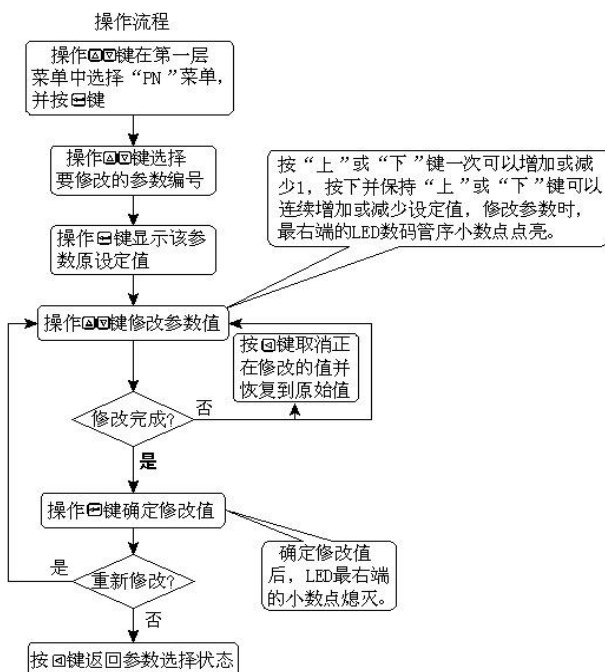 操作流程
操作▲▼键在第一层
菜单中选择“PN”菜单,
并按↵键
操作▲▼键选择
要修改的参数编号
按“上”或“下”键一次可以增加或减
少1,按下并保持“上”或“下”键可以
连续增加或减少设定值,修改参数时,
最右端的LED数码管序小数点点亮。
操作↵键显示该参
数原设定值
操作▲▼键修改参数值
按◁键取消正
在修改的值并
恢复到原始值
修改完成?
否
是
操作↵键确定修改值
确定修改值
后,LED最右端
的小数点熄灭。
是
重新修改?
否
按◁键返回参数选择状态